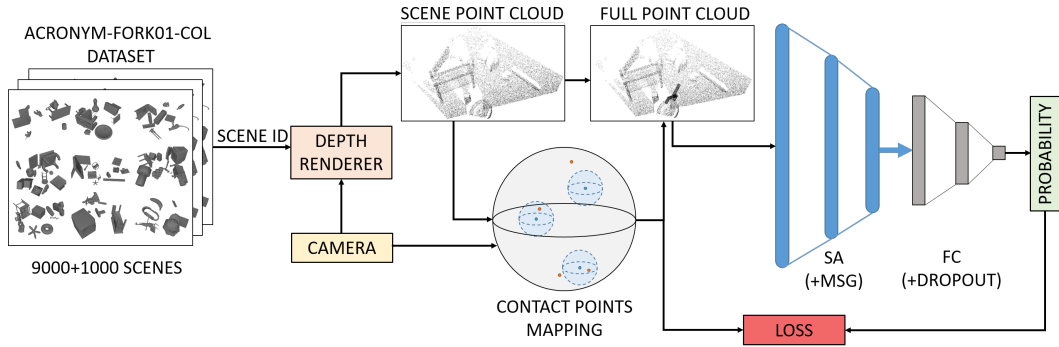 ACRONYM-FORK01-COL
DATASET
9000+1000 SCENES
SCENE ID
DEPTH
RENDERER
CAMERA
SCENE POINT CLOUD
FULL POINT CLOUD
CONTACT POINTS
MAPPING
SA
(+MSG)
FC
(+DROPOUT)
PROBABILITY
LOSS